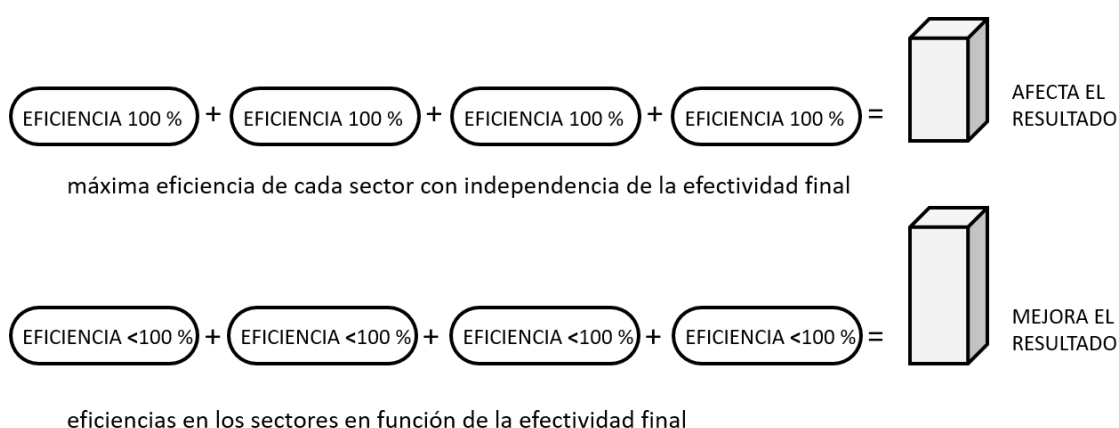 EFICIENCIA 100 % + EFICIENCIA 100 % + EFICIENCIA 100 % + EFICIENCIA 100 % =
AFECTA EL
RESULTADO
máxima eficiencia de cada sector con independencia de la efectividad final
EFICIENCIA <100 % + EFICIENCIA <100 % + EFICIENCIA <100 % + EFICIENCIA <100 % =
MEJORA EL
RESULTADO
eficiencias en los sectores en función de la efectividad final